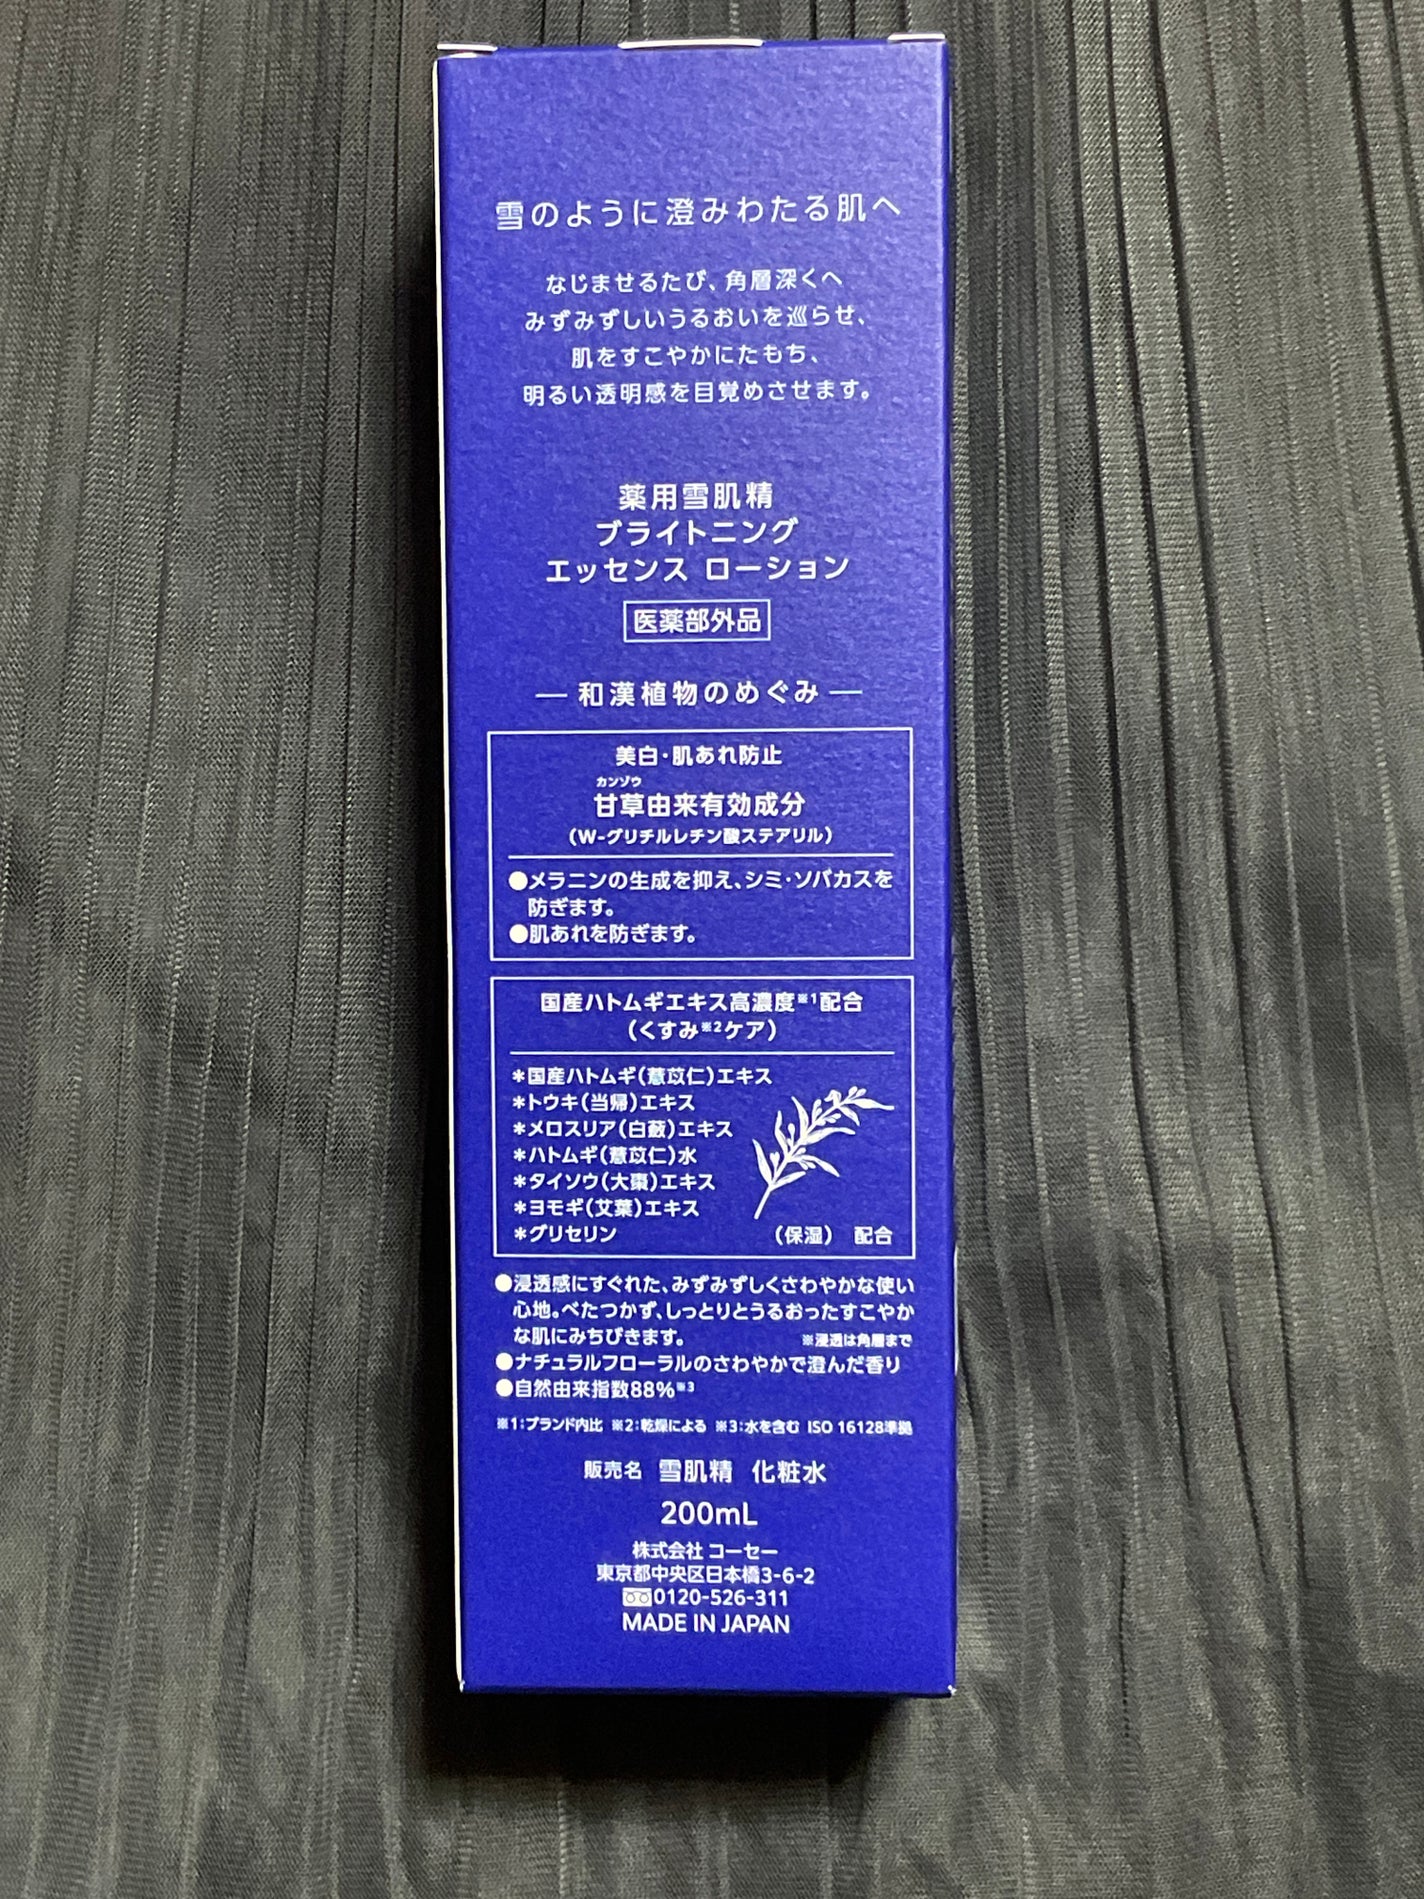 雪のように澄みわたる肌へ
なじませるたび、角層深くへ
みずみずしいうるおいを巡らせ、
肌をすこやかにたもち、
明るい透明感を目覚めさせます。
薬用雪肌精
ブライトニング
エッセンス ローション
医薬部外品
― 和漢植物のめぐみ ―
美白・肌あれ防止
カンゾウ
甘草由来有効成分
（W-グリチルレチン酸ステアリル）
●メラニンの生成を抑え、シミ・ソバカスを
防ぎます。
●肌あれを防ぎます。
国産ハトムギエキス高濃度※1配合
（くすみ※2ケア）
＊国産ハトムギ（薏苡仁）エキス
＊トウキ（当帰）エキス
＊メロスリア（白蘞）エキス
＊ハトムギ（薏苡仁）水
＊タイソウ（大棗）エキス
＊ヨモギ（艾葉）エキス
＊グリセリン （保湿） 配合
●浸透感にすぐれた、みずみずしくさわやかな使い
心地。べたつかず、しっとりとうるおったすこやか
な肌にみちびきます。 ※浸透は角層まで
●ナチュラルフローラルのさわやかで澄んだ香り
●自然由来指数88%※3
※1：ブランド内比 ※2：乾燥による ※3：水を含む ISO 16128準拠
販売名 雪肌精 化粧水
200mL
株式会社 コーセー
東京都中央区日本橋3-6-2
0120-526-311
MADE IN JAPAN